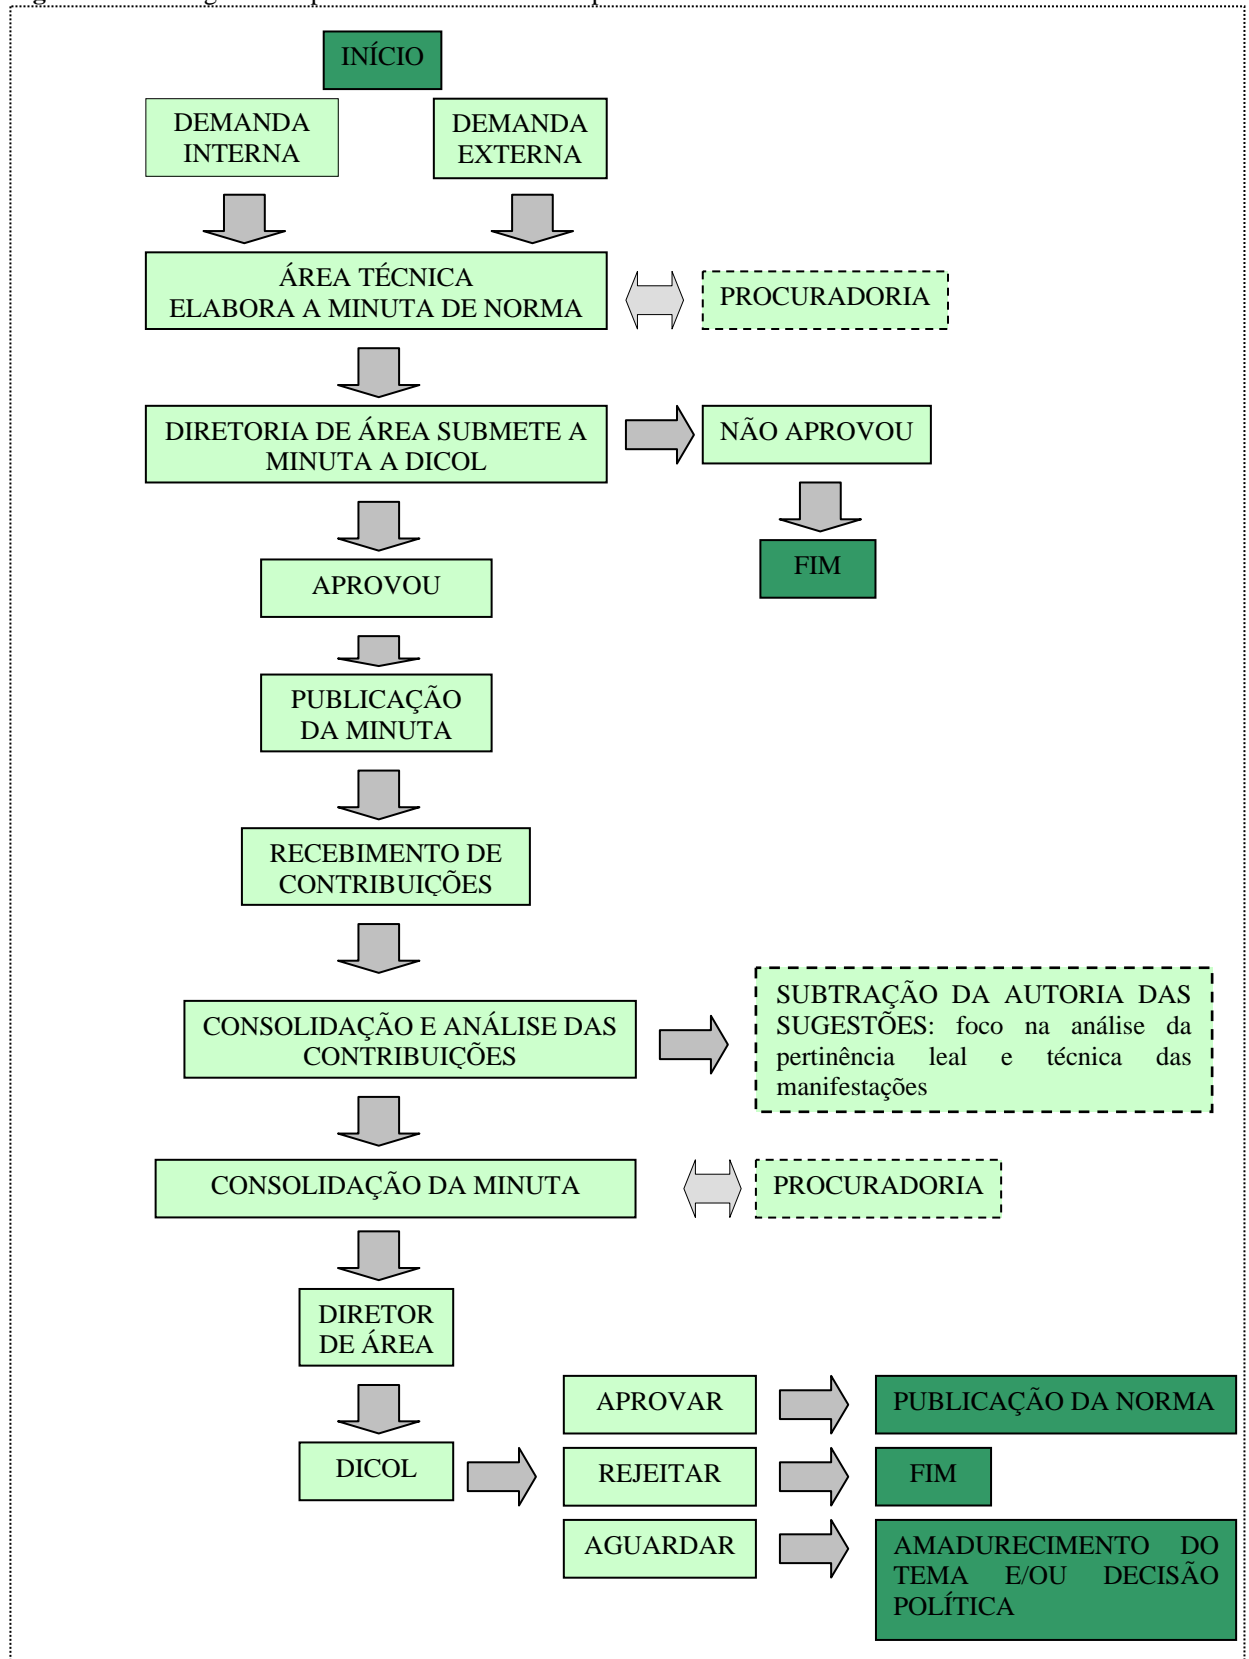 INÍCIO
DEMANDA
INTERNA
DEMANDA
EXTERNA
ÁREA TÉCNICA
ELABORA A MINUTA DE NORMA
PROCURADORIA
DIRETORIA DE ÁREA SUBMETE A
MINUTA A DICOL
NÃO APROVOU
FIM
APROVOU
PUBLICAÇÃO
DA MINUTA
RECEBIMENTO DE
CONTRIBUIÇÕES
CONSOLIDAÇÃO E ANÁLISE DAS
CONTRIBUIÇÕES
SUBTRAÇÃO DA AUTORIA DAS
SUGESTÕES: foco na análise da
pertinência leal e técnica das
manifestações
CONSOLIDAÇÃO DA MINUTA
PROCURADORIA
DIRETOR
DE ÁREA
DICOL
APROVAR
PUBLICAÇÃO DA NORMA
REJEITAR
FIM
AGUARDAR
AMADURECIMENTO DO
TEMA E/OU DECISÃO
POLÍTICA